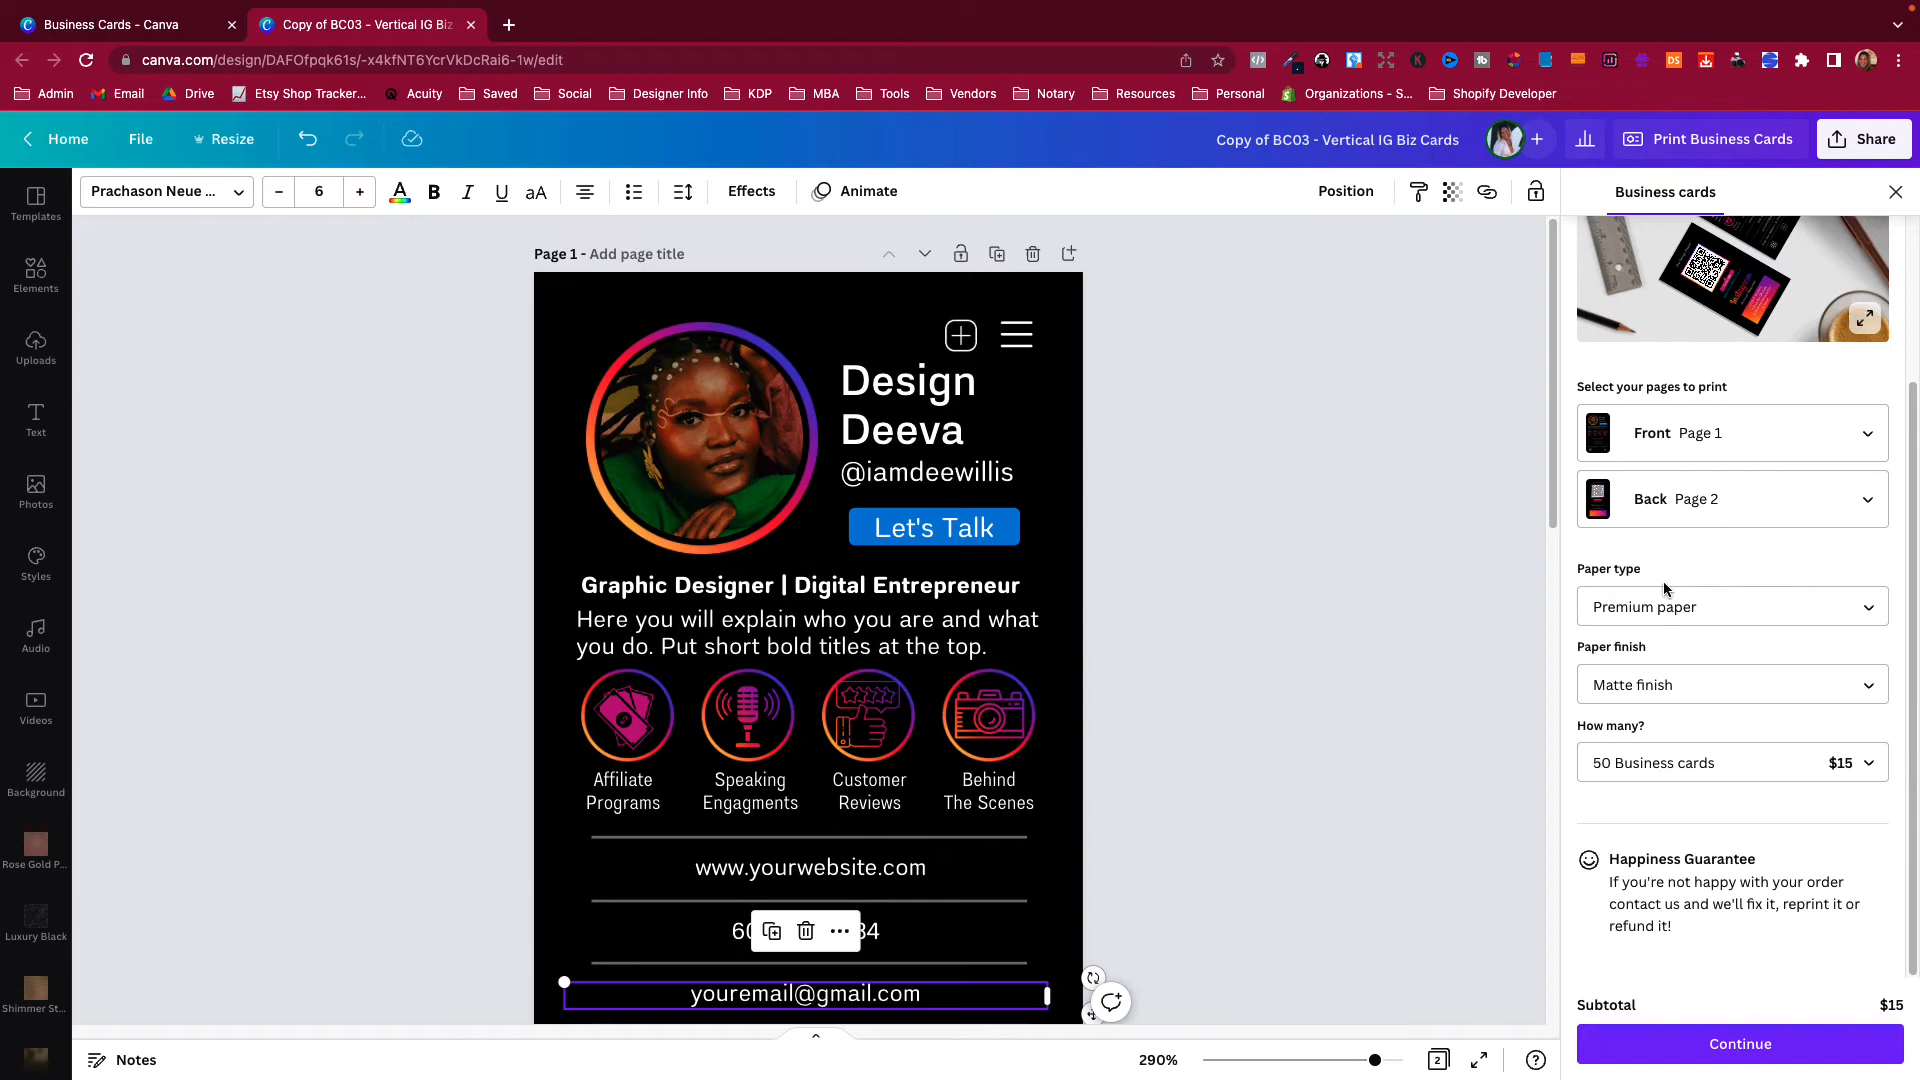 Business Cards - Canva
Copy of BC03 - Vertical IG Biz
canva.com/design/DAFOfpqk61s/-x4kfNT6YcrVkDcRai6-1w/edit
Admin
Email
Drive
Etsy Shop Tracker...
Acuity
Saved
Social
Designer Info
KDP
MBA
Tools
Vendors
Notary
Resources
Personal
Organizations - S...
Shopify Developer
Home
File
Resize
Copy of BC03 - Vertical IG Biz Cards
Print Business Cards
Share
Prachason Neue ...
6
B
I
U
aA
Effects
Animate
Position
Business cards
Templates
Elements
Uploads
Text
Photos
Styles
Audio
Videos
Background
Rose Gold P...
Luxury Black
Shimmer St...
Page 1 - Add page title
Design
Deeva
@iamdeewillis
Let's Talk
Graphic Designer | Digital Entrepreneur
Here you will explain who you are and what
you do. Put short bold titles at the top.
Affiliate
Programs
Speaking
Engagments
Customer
Reviews
Behind
The Scenes
www.yourwebsite.com
youremail@gmail.com
Select your pages to print
Front Page 1
Back Page 2
Paper type
Premium paper
Paper finish
Matte finish
How many?
50 Business cards $15
Happiness Guarantee
If you're not happy with your order
contact us and we'll fix it, reprint it or
refund it!
Subtotal $15
Continue
Notes
290%
2